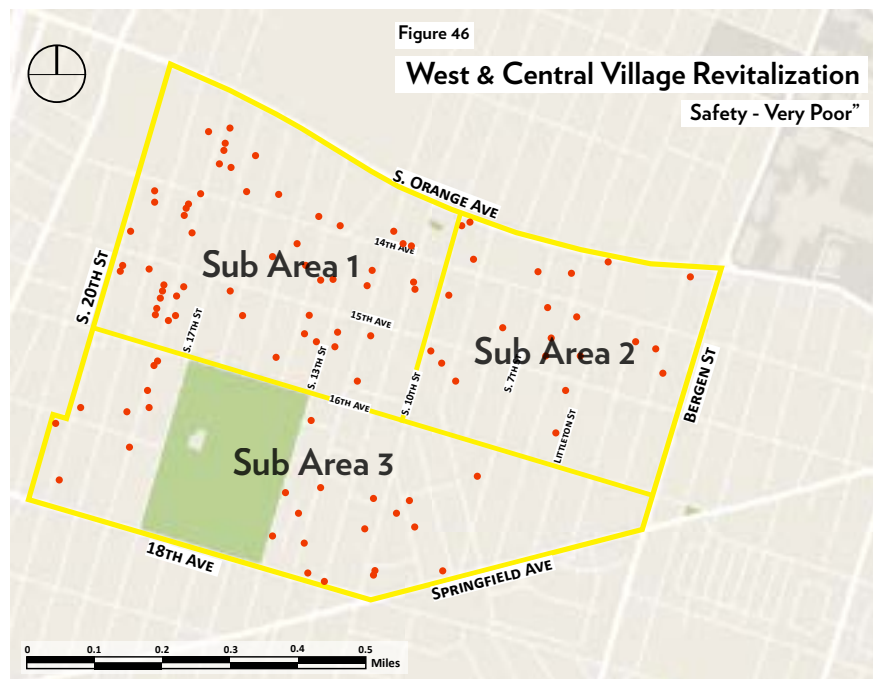 Figure 46
West & Central Village Revitalization
Safety - Very Poor”
S. ORANGE AVE
14TH AVE
Sub Area 1
S. 20TH ST
S. 17TH ST
15TH AVE
S. 13TH ST
Sub Area 2
S. 7TH
BERGEN ST
S. 10TH ST
16TH AVE
LITTLETON ST
Sub Area 3
18TH AVE
SPRINGFIELD AVE
0 0.1 0.2 0.3 0.4 0.5
Miles